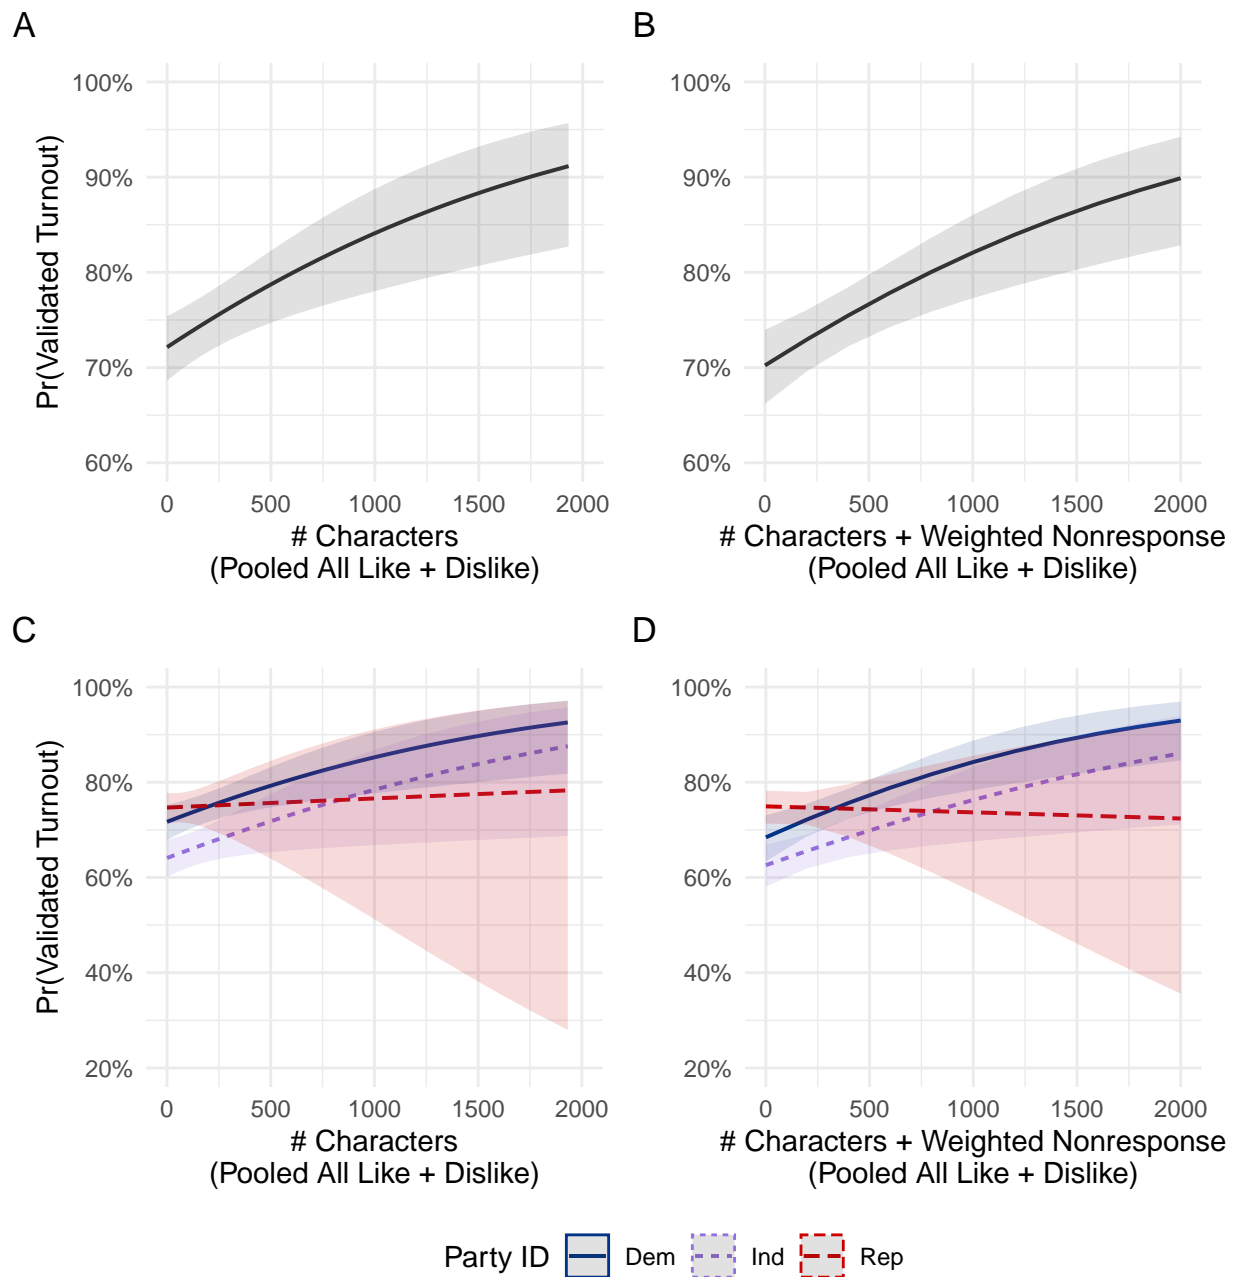 A
B
Pr(Validated Turnout)
100%
90%
80%
70%
60%
0 500 1000 1500 2000
# Characters
(Pooled All Like + Dislike)
100%
90%
80%
70%
60%
0 500 1000 1500 2000
# Characters + Weighted Nonresponse
(Pooled All Like + Dislike)
C
D
Pr(Validated Turnout)
100%
80%
60%
40%
20%
0 500 1000 1500 2000
# Characters
(Pooled All Like + Dislike)
100%
80%
60%
40%
20%
0 500 1000 1500 2000
# Characters + Weighted Nonresponse
(Pooled All Like + Dislike)
Party ID Dem Ind Rep